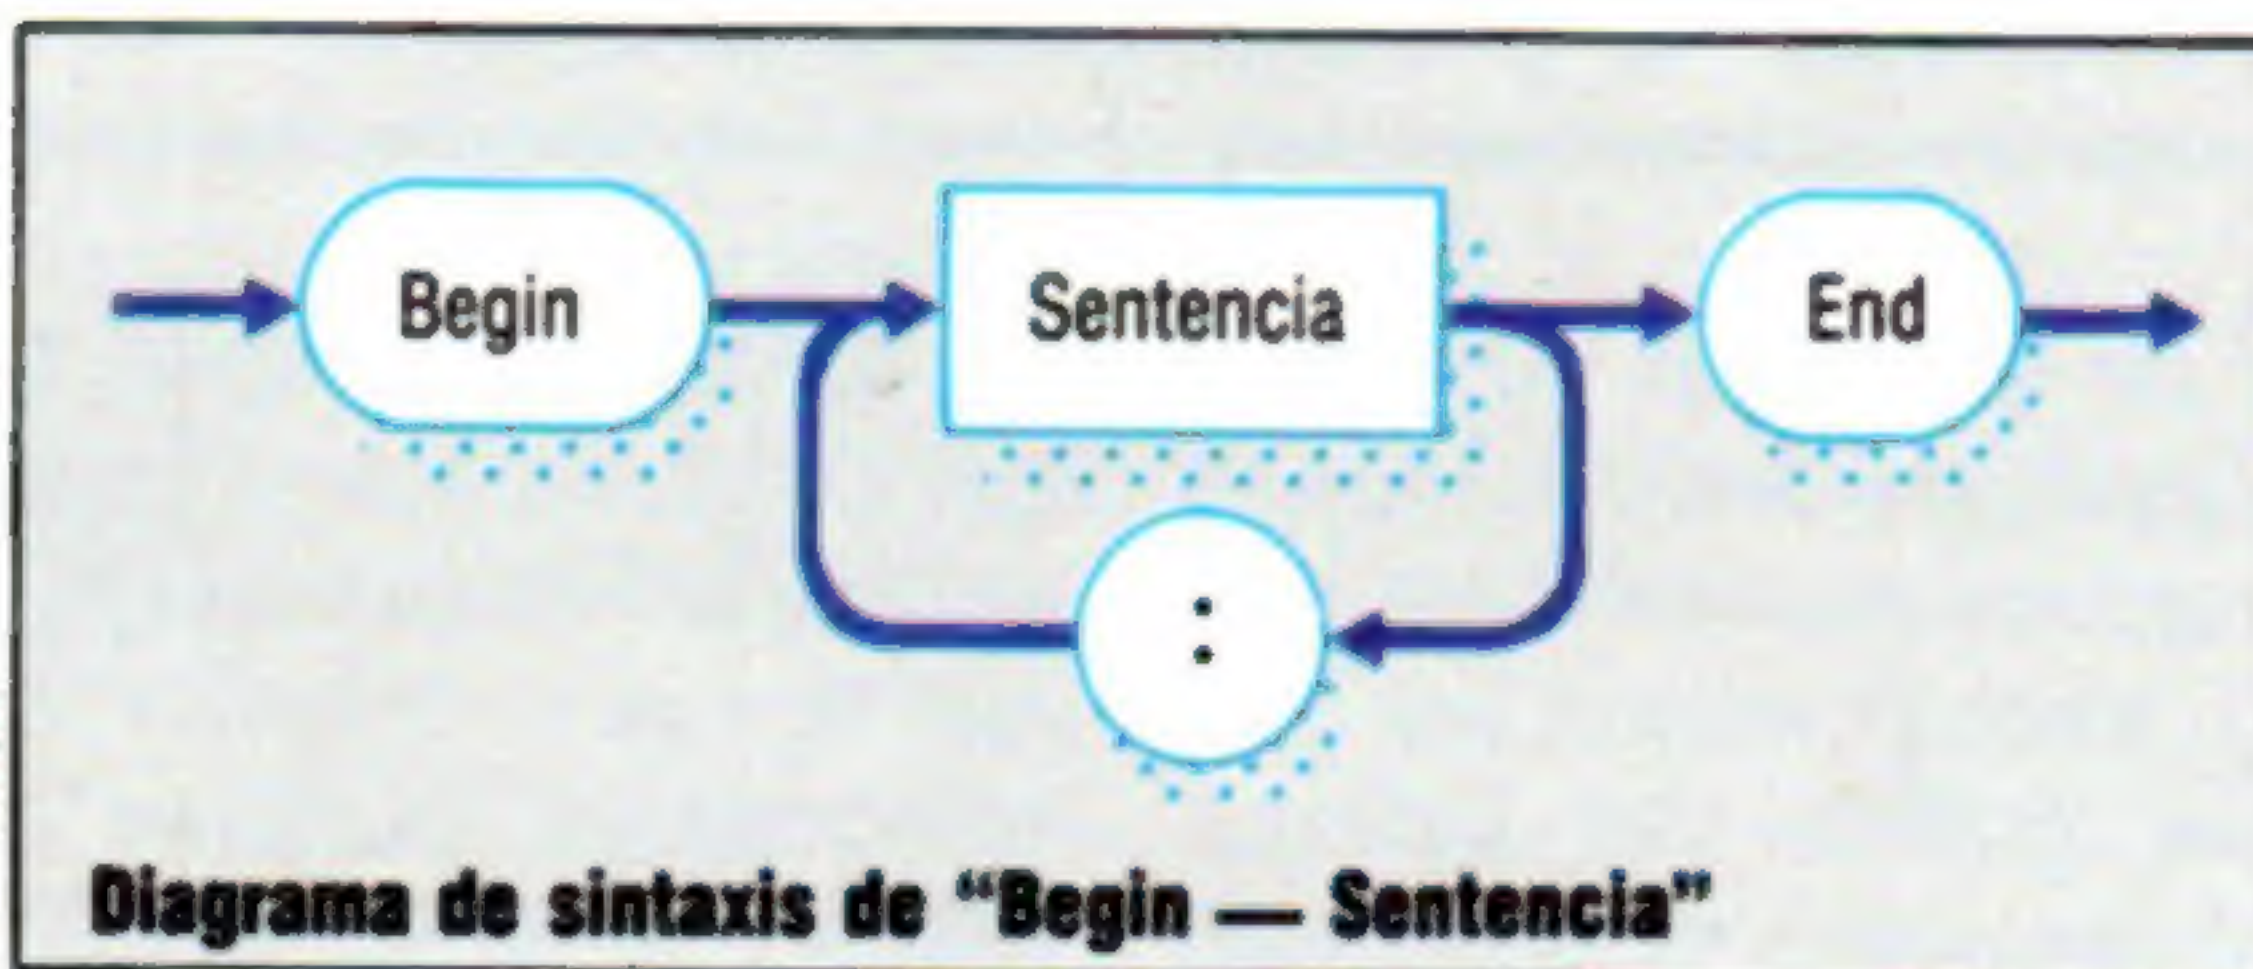 Begin
Sentencia
End
:
Diagrama de sintaxis de “Begin — Sentencia”